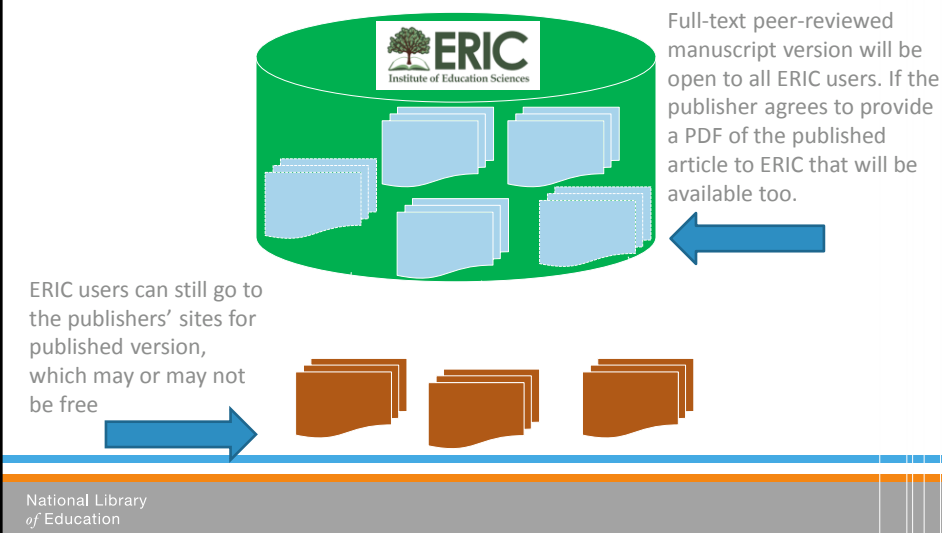 ERIC
Institute of Education Sciences
Full-text peer-reviewed
manuscript version will be
open to all ERIC users. If the
publisher agrees to provide
a PDF of the published
article to ERIC that will be
available too.
ERIC users can still go to
the publishers’ sites for
published version,
which may or may not
be free
National Library
of Education